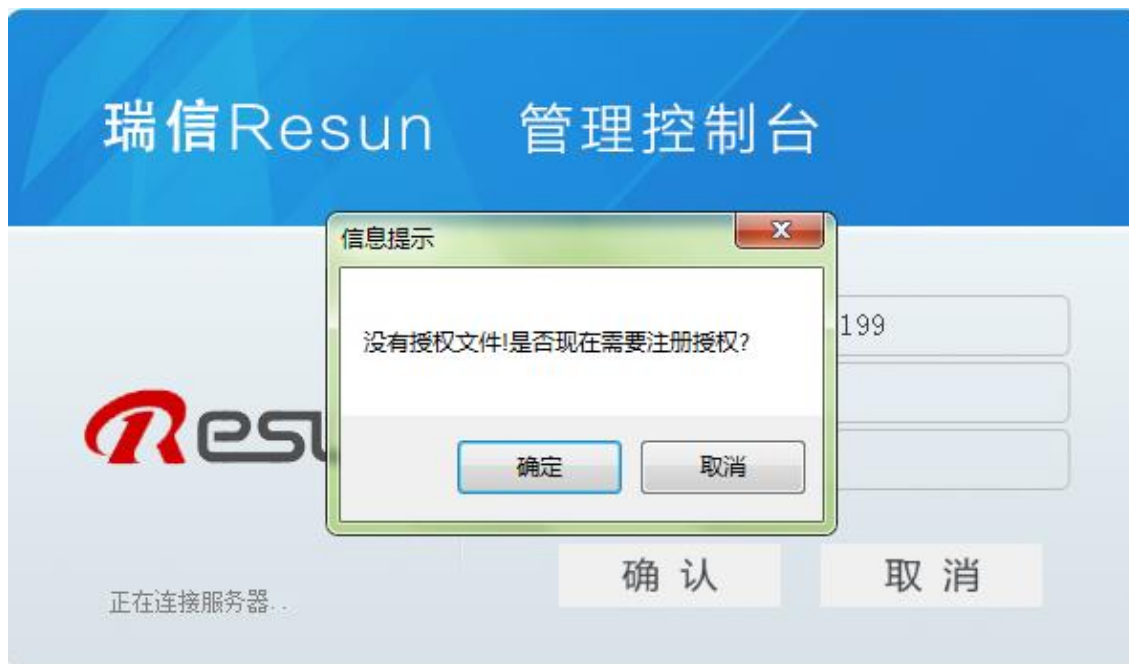 瑞信Resun 管理控制台
信息提示
没有授权文件!是否现在需要注册授权?
199
确定 取消
确认 取消
正在连接服务器..